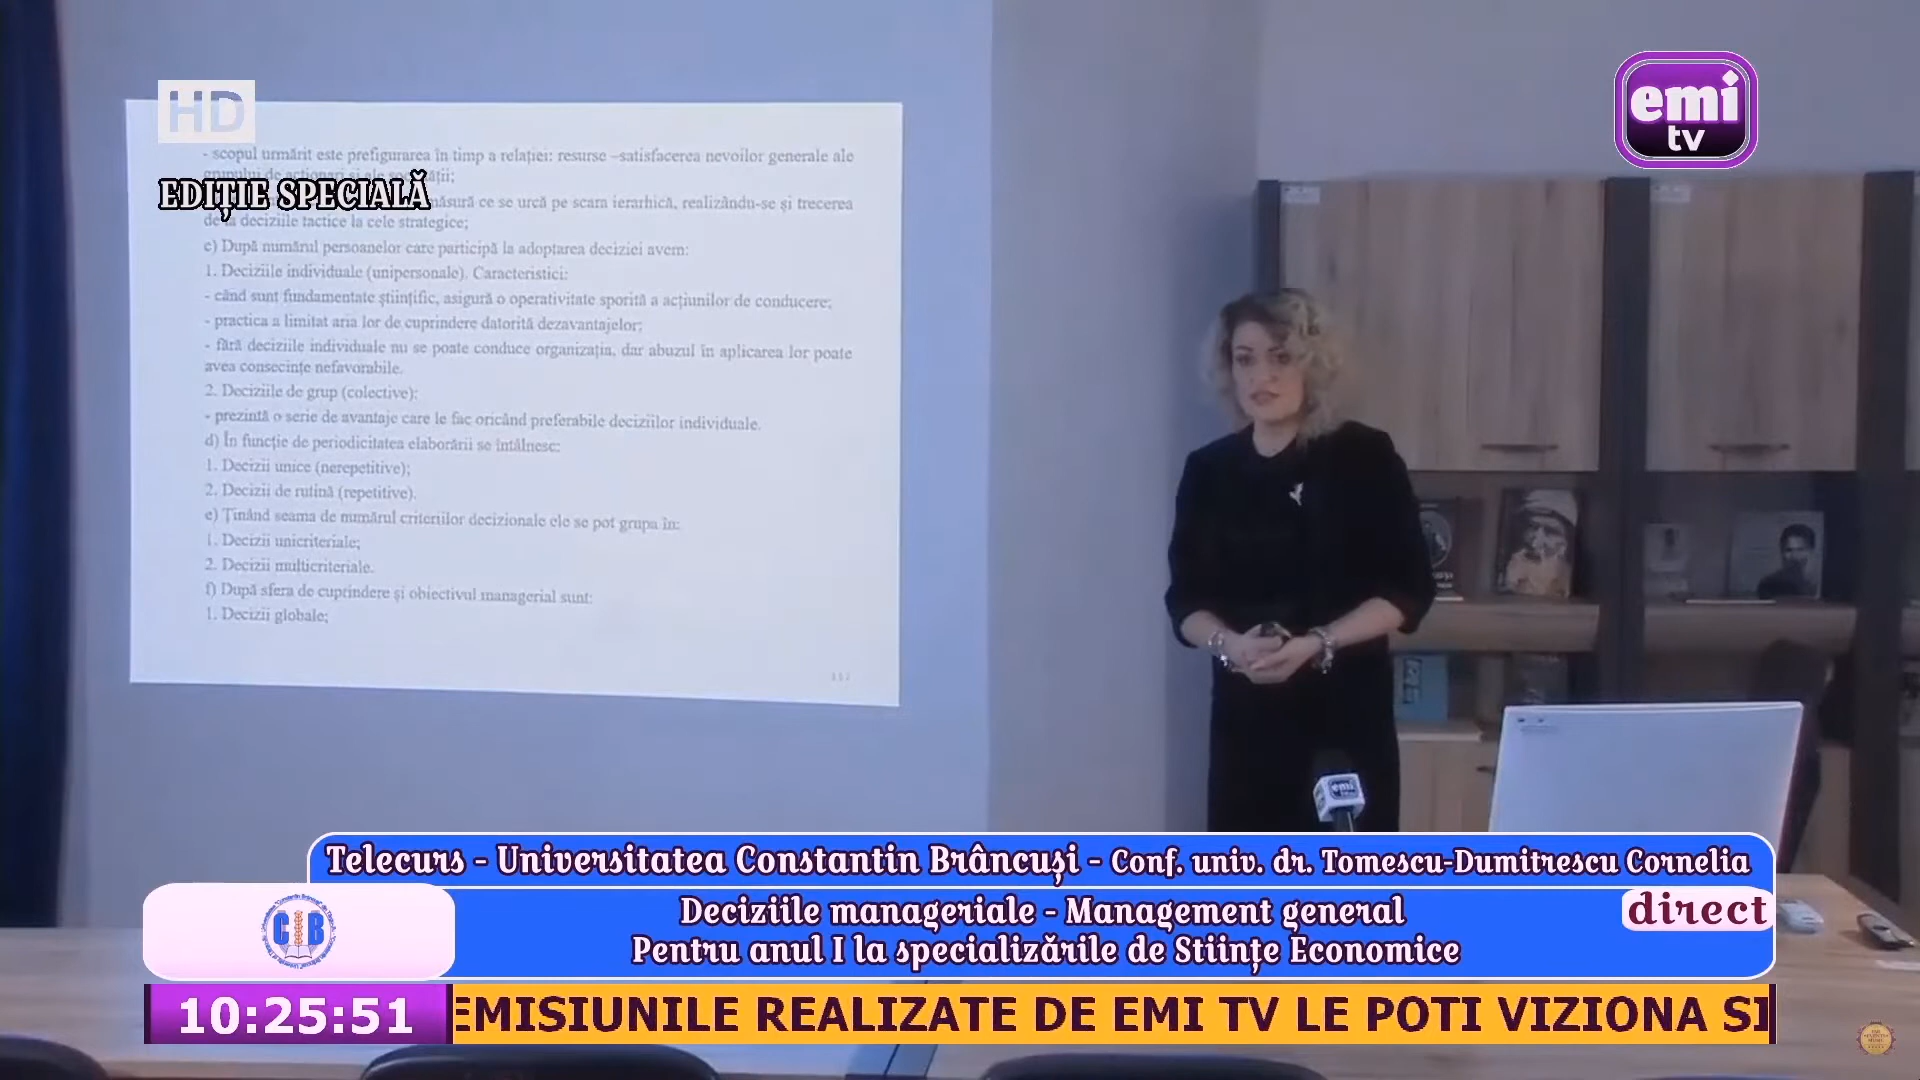 HD
emi
tv
- scopul urmărit este prefigurarea în timp a relației: resurse –satisfacerea nevoilor generale ale
grupului de acționari și ale
EDIȚIE SPECIALĂ
ce se urcă pe scara ierarhică, realizându-se și trecerea
de la deciziile tactice la cele strategice;
c) După numărul persoanelor care participă la adoptarea deciziei avem:
1. Deciziile individuale (unipersonale). Caracteristici:
- când sunt fundamentate științific, asigură o operativitate sporită a acțiunilor de conducere;
- practica a limitat aria lor de cuprindere datorită dezavantajelor;
- fără deciziile individuale nu se poate conduce organizația, dar abuzul în aplicarea lor poate
avea consecințe nefavorabile.
2. Deciziile de grup (colective):
- prezintă o serie de avantaje care le fac oricând preferabile deciziilor individuale.
d) În funcție de periodicitatea elaborării se întâlnesc:
1. Decizii unice (nerepetitive);
2. Decizii de rutină (repetitive).
e) Ținând seama de numărul criteriilor decizionale ele se pot grupa în:
1. Decizii unicriteriale;
2. Decizii multicriteriale.
f) După sfera de cuprindere și obiectivul managerial sunt:
1. Decizii globale;
emi
Telecurs - Universitatea Constantin Brâncuși - Conf. univ. dr. Tomescu-Dumitrescu Cornelia
CIB
Deciziile manageriale - Management general
direct
Pentru anul I la specializările de Stiințe Economice
10:25:51
EMISIUNILE REALIZATE DE EMI TV LE POTI VIZIONA SI